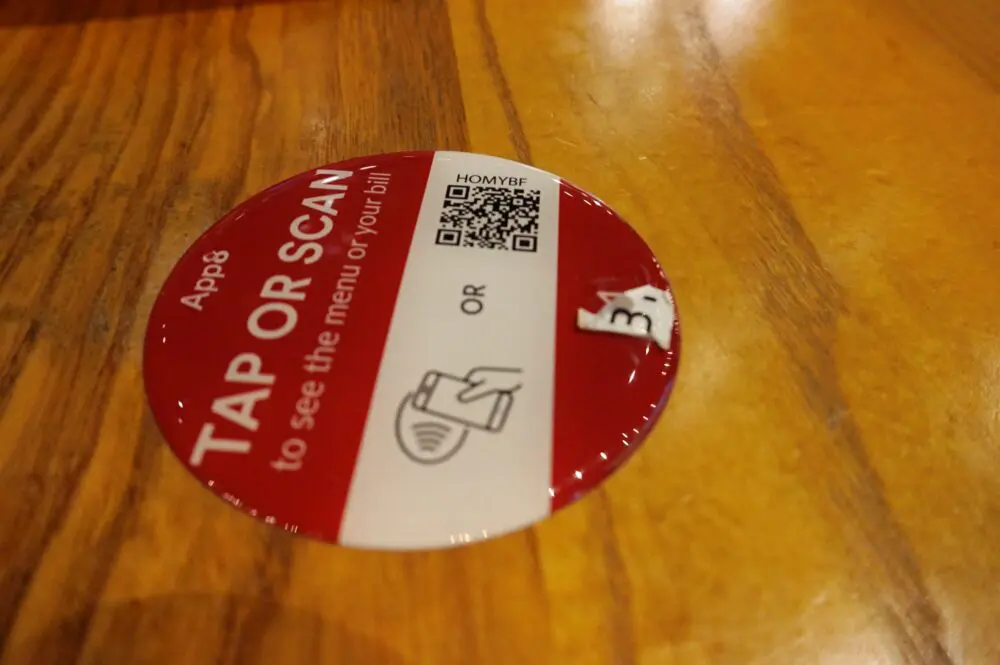 App8
TAP OR SCAN
to see the menu or your bill
HOMYBF
OR